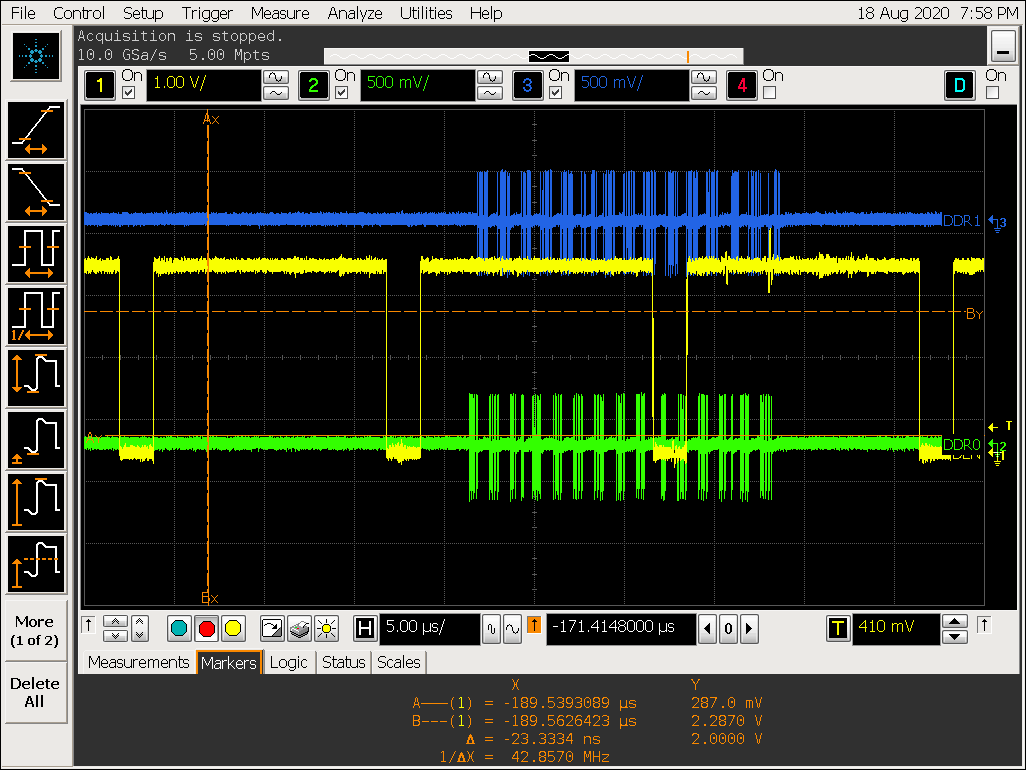 File Control Setup Trigger Measure Analyze Utilities Help 18 Aug 2020 7:58 PM
Acquisition is stopped.
10.0 GSa/s 5.00 Mpts
1 On 1.00 V/ 2 On 500 mV/ 3 On 500 mV/ 4 On D On
Ax
DDR1 3
By
T
DDR0 2
Bx
1/
More
(1 of 2)
Delete
All
H 5.00 µs/ -171.4148000 µs 0 T 410 mV
Measurements Markers Logic Status Scales
X Y
A——(1) = -189.5393089 µs 287.0 mV
B---(1) = -189.5626423 µs 2.2870 V
Δ = -23.3334 ns 2.0000 V
1/ΔX = 42.8570 MHz